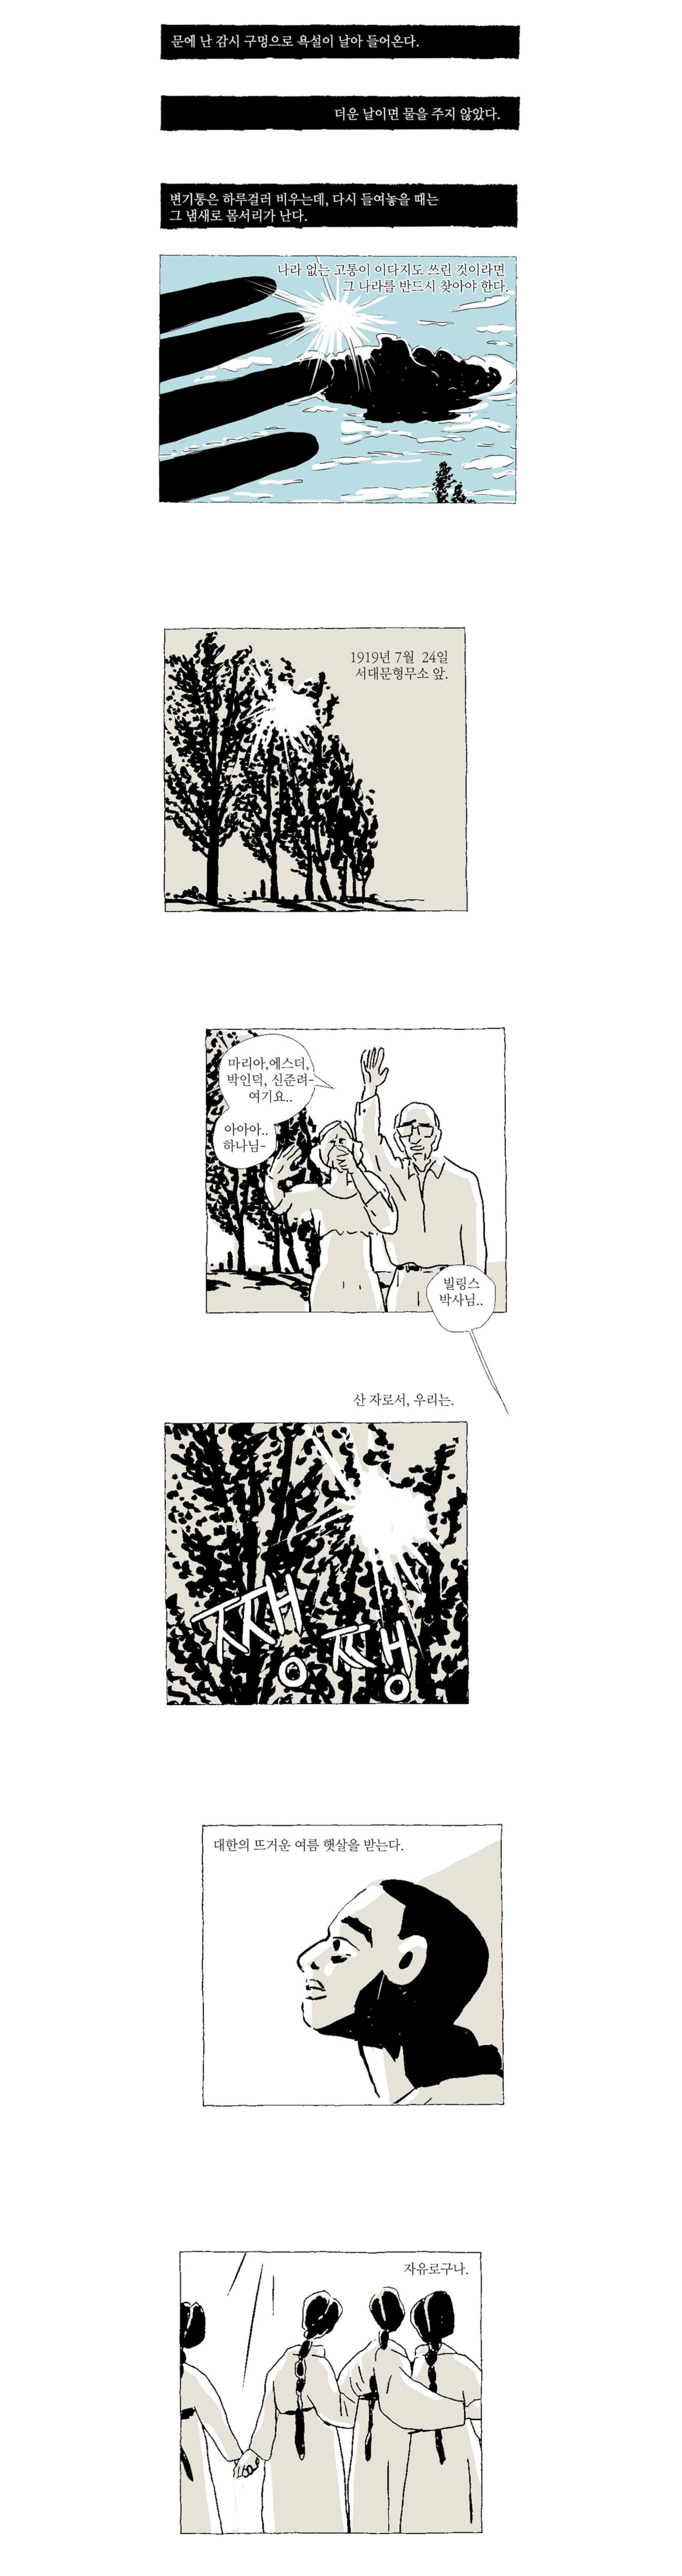 문에 난 감시 구멍으로 욕설이 날아 들어온다.
더운 날이면 물을 주지 않았다.
변기통은 하루걸러 비우는데, 다시 들여놓을 때는
그 냄새로 몸서리가 난다.
나라 없는 고통이 이다지도 쓰린 것이라면
그 나라를 반드시 찾아야 한다.
1919년 7월 24일
서대문형무소 앞.
마리아,에스더,
박인덕, 신준려-
여기요..
아아아..
하나님-
빌링스
박사님..
산 자로서, 우리는.
쨍 쨍
대한의 뜨거운 여름 햇살을 받는다.
자유로구나.